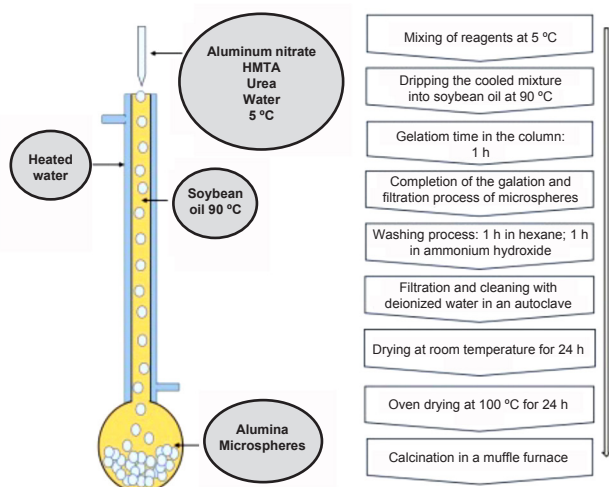 Aluminum nitrate
HMTA
Urea
Water
5 ºC
Heated
water
Soybean
oil 90 ºC
Alumina
Microspheres
Mixing of reagents at 5 ºC
Dripping the cooled mixture
into soybean oil at 90 ºC
Gelatiom time in the column:
1 h
Completion of the galation and
filtration process of microspheres
Washing process: 1 h in hexane; 1 h
in ammonium hydroxide
Filtration and cleaning with
deionized water in an autoclave
Drying at room temperature for 24 h
Oven drying at 100 ºC for 24 h
Calcination in a muffle furnace